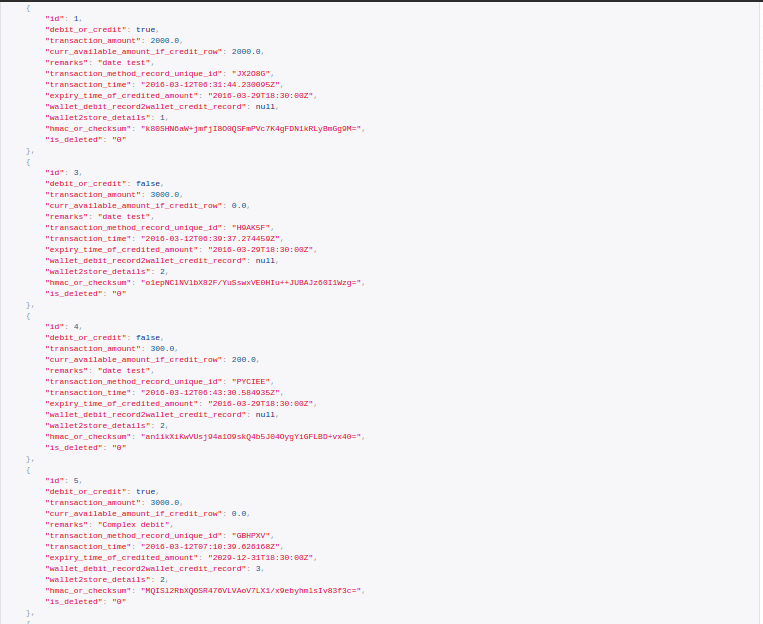 {
"id": 1,
"debit_or_credit": true,
"transaction_amount": 2000.0,
"curr_available_amount_if_credit_row": 2000.0,
"remarks": "date test",
"transaction_method_record_unique_id": "JX2O8G",
"transaction_time": "2016-03-12T06:31:44.230095Z",
"expiry_time_of_credited_amount": "2016-03-29T18:30:00Z",
"wallet_debit_record2wallet_credit_record": null,
"wallet2store_details": 1,
"hmac_or_checksum": "k80SHN6aW+jmfjI8O0QSFmPVc7K4gFDN1kRLyBmGg9M=",
"is_deleted": "0"
},
{
"id": 3,
"debit_or_credit": false,
"transaction_amount": 3000.0,
"curr_available_amount_if_credit_row": 0.0,
"remarks": "date test",
"transaction_method_record_unique_id": "H9AK5F",
"transaction_time": "2016-03-12T06:39:37.274459Z",
"expiry_time_of_credited_amount": "2016-03-29T18:30:00Z",
"wallet_debit_record2wallet_credit_record": null,
"wallet2store_details": 2,
"hmac_or_checksum": "o1epNClNVlbX82F/YuSswxVE0HIu++JUBAJz60I1Wzg=",
"is_deleted": "0"
},
{
"id": 4,
"debit_or_credit": false,
"transaction_amount": 300.0,
"curr_available_amount_if_credit_row": 200.0,
"remarks": "date test",
"transaction_method_record_unique_id": "PYCIEE",
"transaction_time": "2016-03-12T06:43:30.584935Z",
"expiry_time_of_credited_amount": "2016-03-29T18:30:00Z",
"wallet_debit_record2wallet_credit_record": null,
"wallet2store_details": 2,
"hmac_or_checksum": "an1ikXiKwVUsj94a1O9skQ4b5J04OygYiGFLBD+vx40=",
"is_deleted": "0"
},
{
"id": 5,
"debit_or_credit": true,
"transaction_amount": 3000.0,
"curr_available_amount_if_credit_row": 0.0,
"remarks": "Complex debit",
"transaction_method_record_unique_id": "GBHPXV",
"transaction_time": "2016-03-12T07:10:39.626168Z",
"expiry_time_of_credited_amount": "2029-12-31T18:30:00Z",
"wallet_debit_record2wallet_credit_record": 3,
"wallet2store_details": 2,
"hmac_or_checksum": "MQISl2RbXQOSR476VLVAoV7LX1/x9ebyhmlsIv83f3c=",
"is_deleted": "0"
},
{